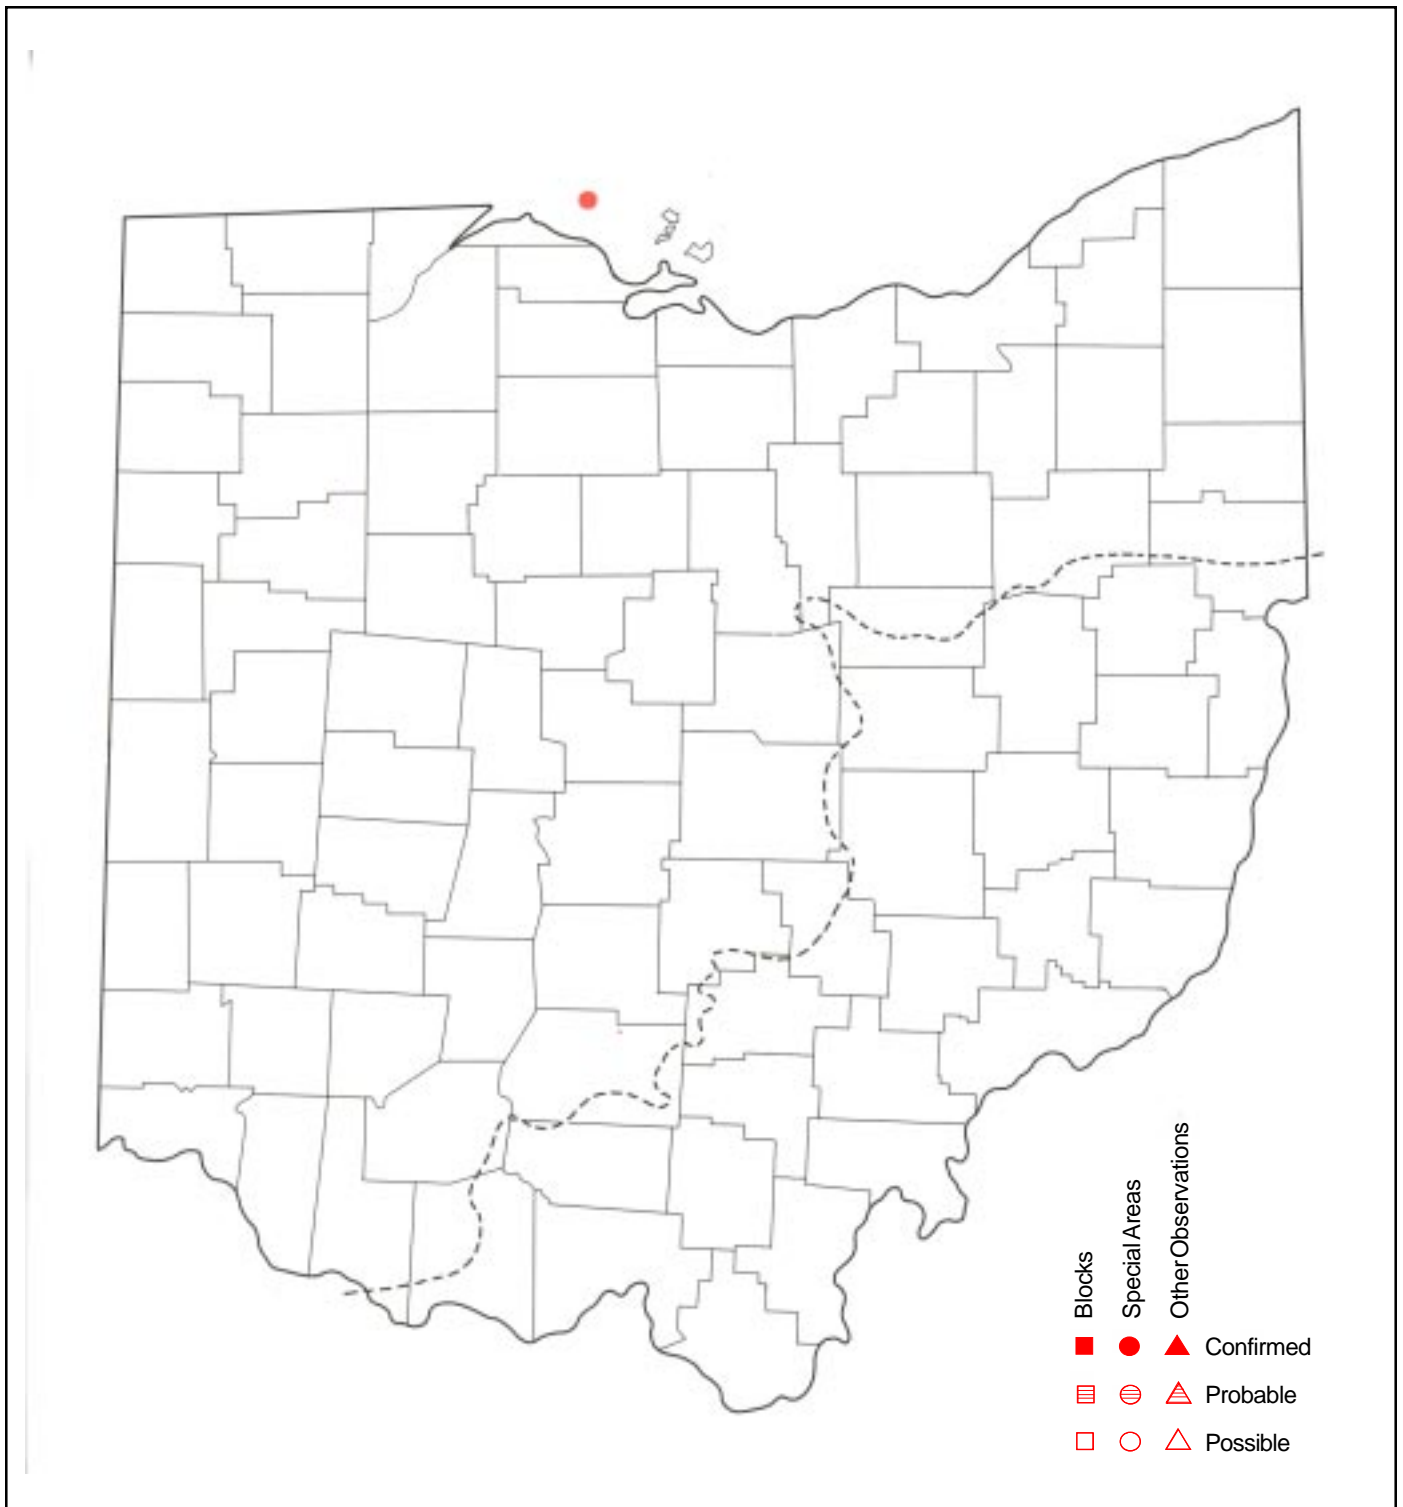 Blocks
Special Areas
Other Observations
Confirmed
Probable
Possible